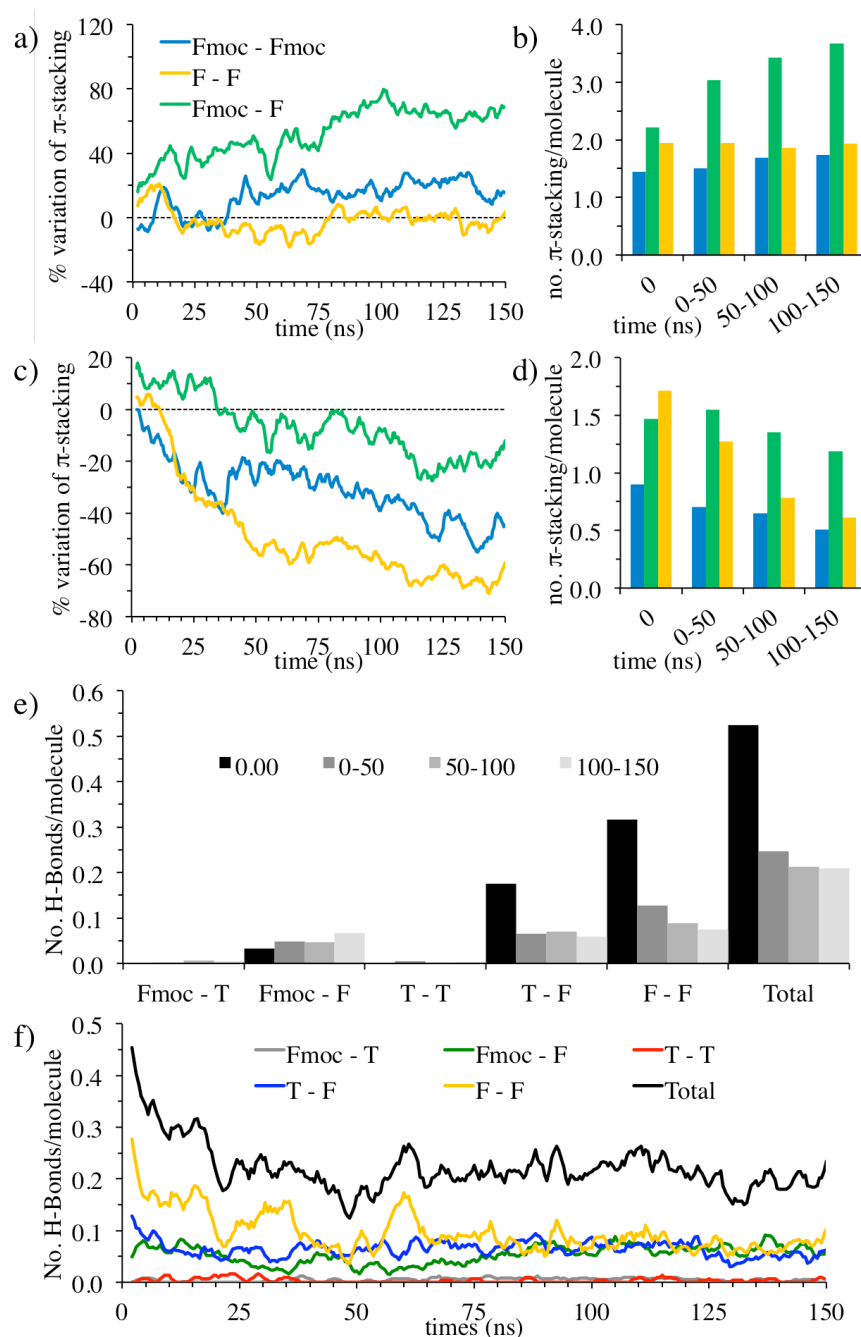 a)
% variation of π-stacking
120
80
40
0
-40
Fmoc - Fmoc
F - F
Fmoc - F
0 25 50 75 100 125 150
time (ns)
b)
no. π-stacking/molecule
4.0
3.0
2.0
1.0
0.0
0 0-50 50-100 100-150
time (ns)
c)
% variation of π-stacking
20
0
-20
-40
-60
-80
0 25 50 75 100 125 150
time (ns)
d)
no. π-stacking/molecule
2.0
1.5
1.0
0.5
0.0
0 0-50 50-100 100-150
time (ns)
e)
No. H-Bonds/molecule
0.6
0.5
0.4
0.3
0.2
0.1
0.0
0.00 0-50 50-100 100-150
Fmoc - T Fmoc - F T - T T - F F - F Total
f)
No. H-Bonds/molecule
0.5
0.4
0.3
0.2
0.1
0.0
Fmoc - T Fmoc - F T - T
T - F F - F Total
0 25 50 75 100 125 150
times (ns)